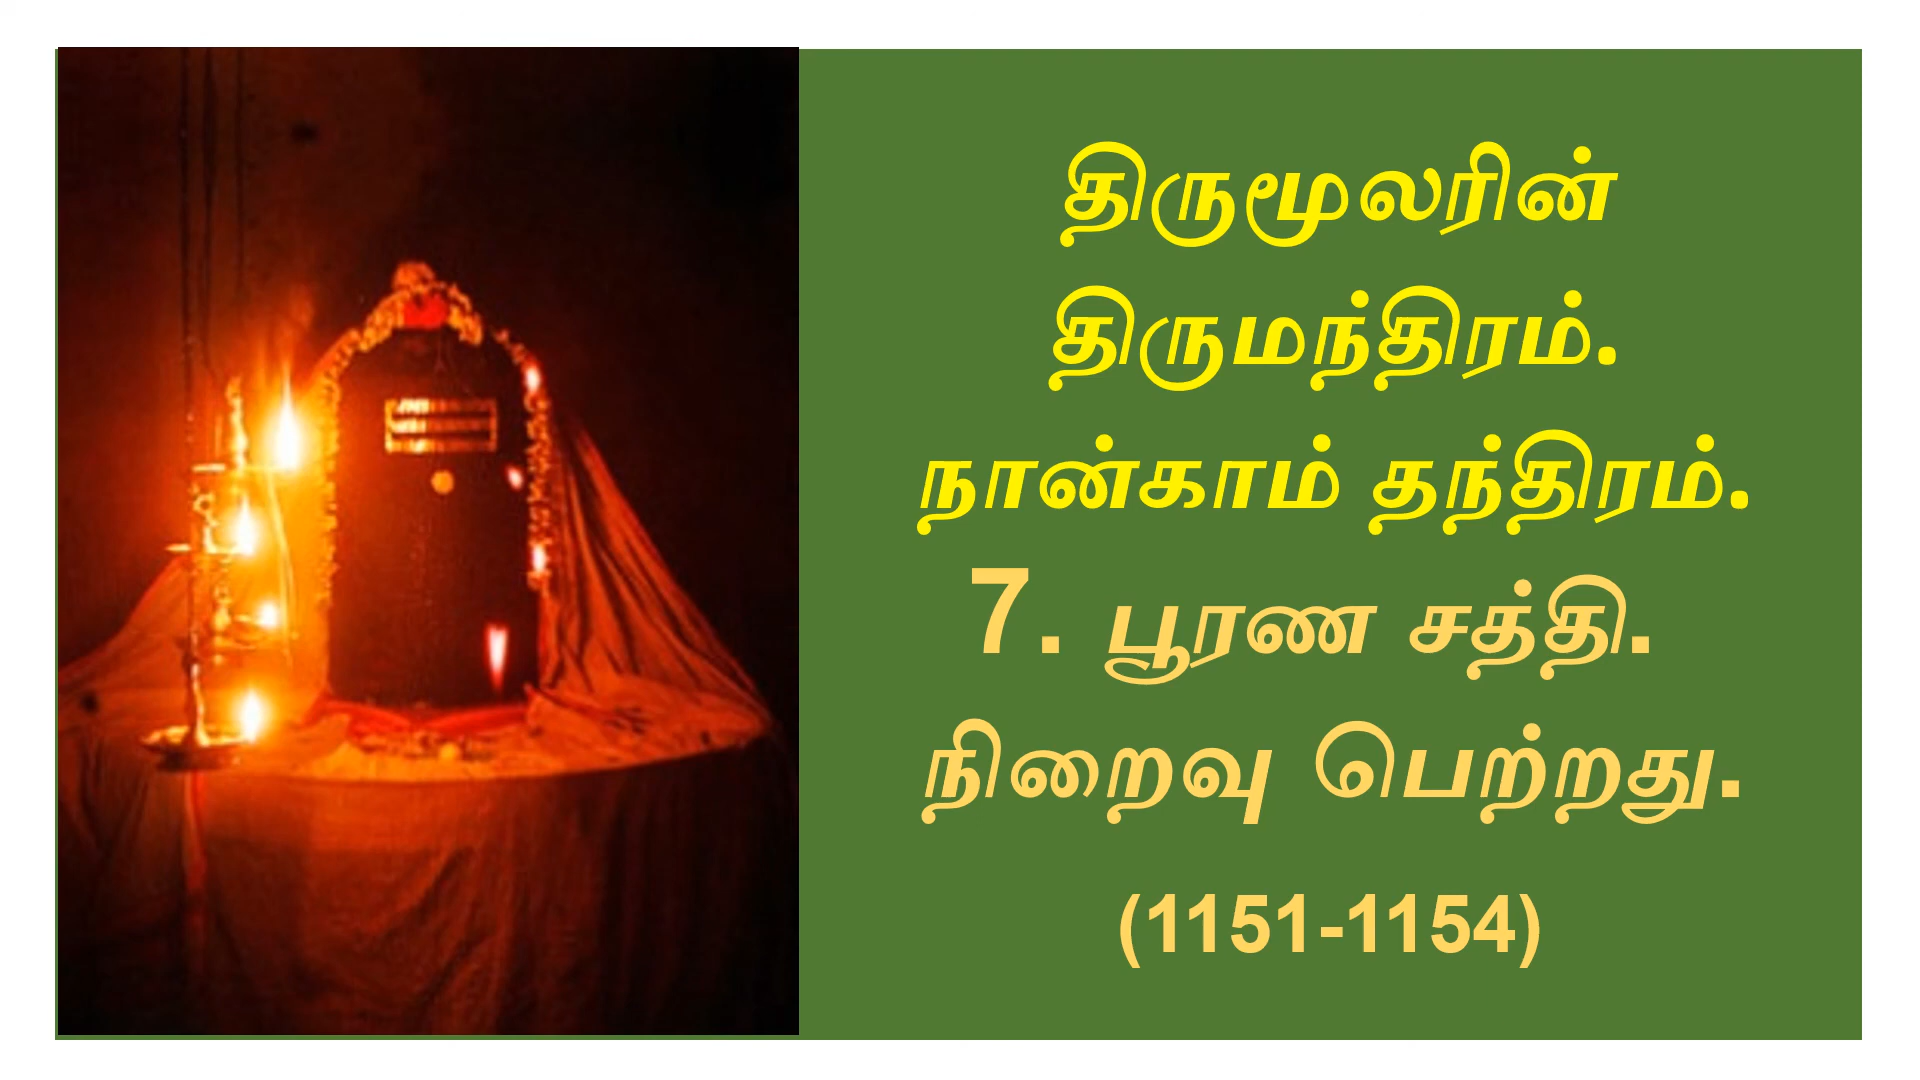 திருமூலரின்
திருமந்திரம்.
நான்காம் தந்திரம்.
7. பூரண சத்தி.
நிறைவு பெற்றது.
(1151-1154)